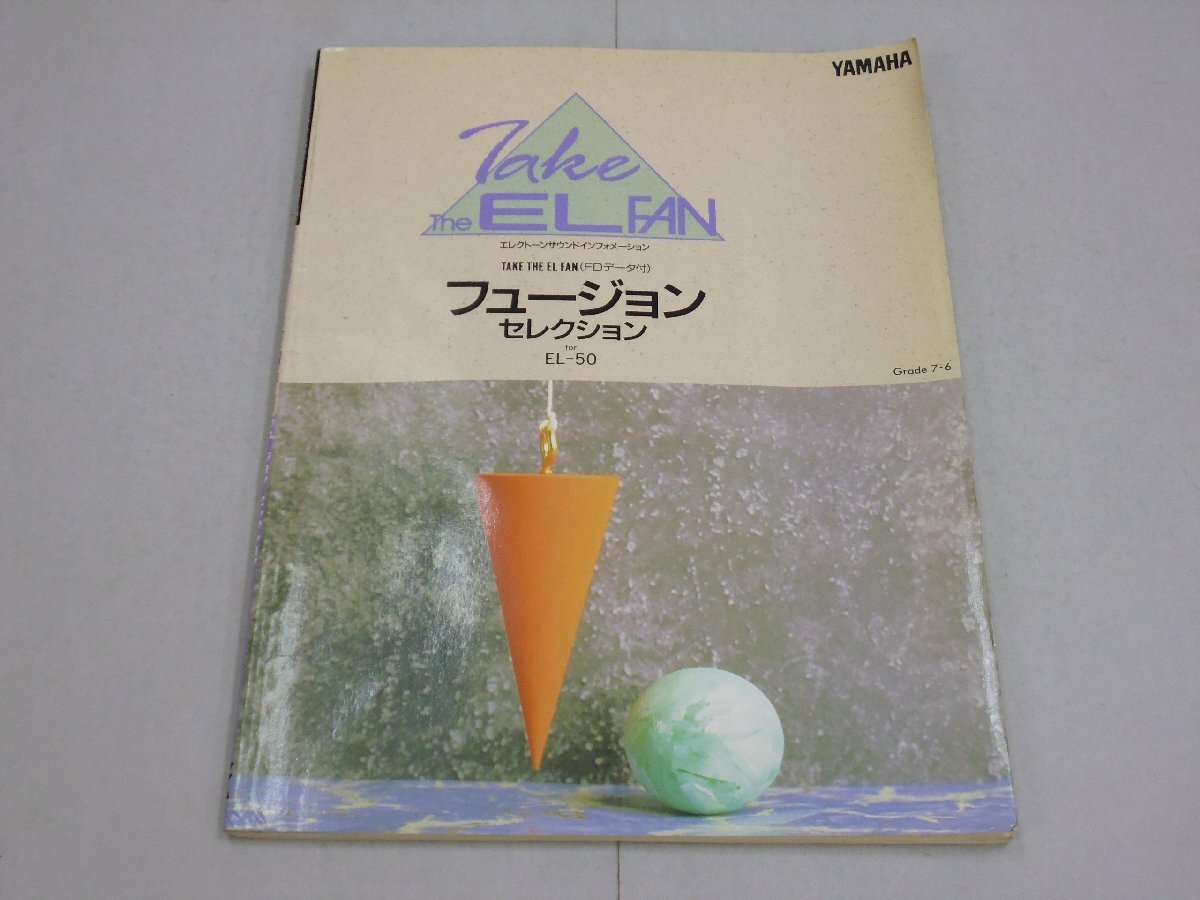 YAMAHA
Take
The EL FAN
エレクトーンサウンドインフォメーション
TAKE THE EL FAN(FDデータ付)
フュージョン
セレクション
for
EL-50
Grade 7・6